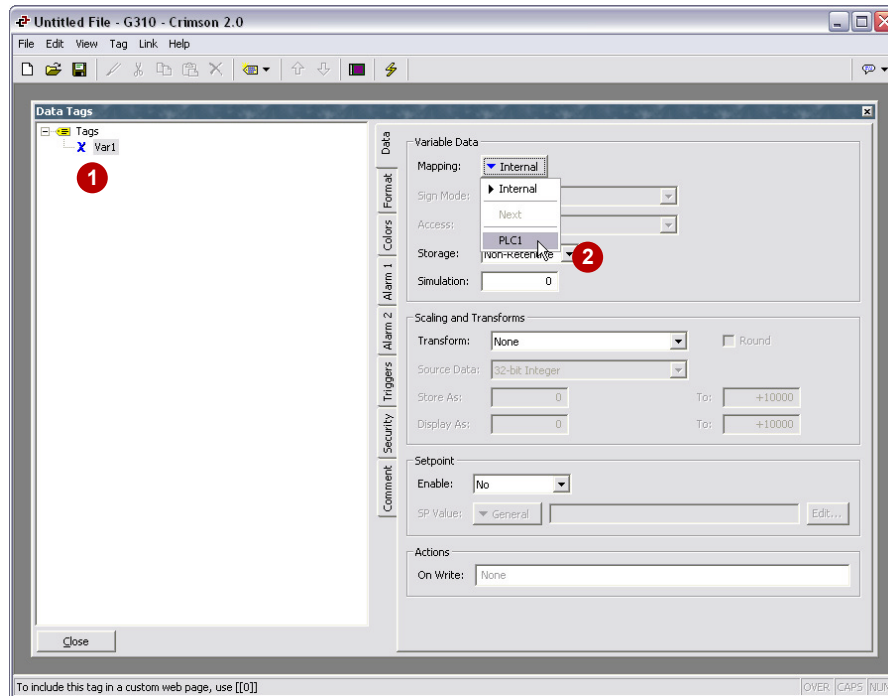 Untitled File - G310 - Crimson 2.0
File Edit View Tag Link Help
Data Tags
Tags
Var1
1
Data
Format
Colors
Alarm 1
Alarm 2
Triggers
Security
Comment
Variable Data
Mapping: Internal
Internal
Sign Mode:
Next
Access:
PLC1
2
Storage: Non-Retentive
Simulation: 0
Scaling and Transforms
Transform: None Round
Source Data: 32-bit Integer
Store As: 0 To: +10000
Display As: 0 To: +10000
Setpoint
Enable: No
SP Value: General Edit...
Actions
On Write: None
Close
To include this tag in a custom web page, use [[0]] OVER CAPS NUM